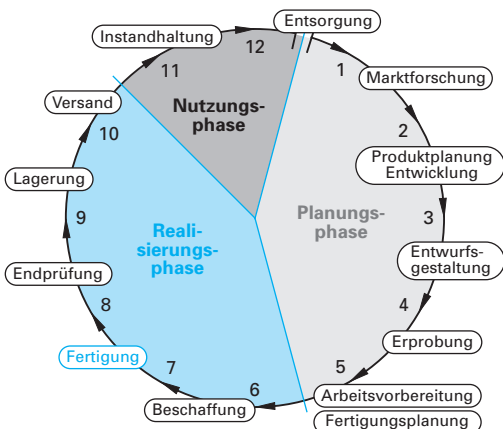 Entsorgung
Instandhaltung
12
1
11
Marktforschung
Nutzungs-
phase
Versand
10
2
Produktplanung
Entwicklung
Lagerung
9
Planungs-
phase
3
Reali-
sierungs-
phase
Entwurfs-
gestaltung
Endprüfung
8
4
Fertigung
Erprobung
7
5
6
Arbeitsvorbereitung
Beschaffung
Fertigungsplanung